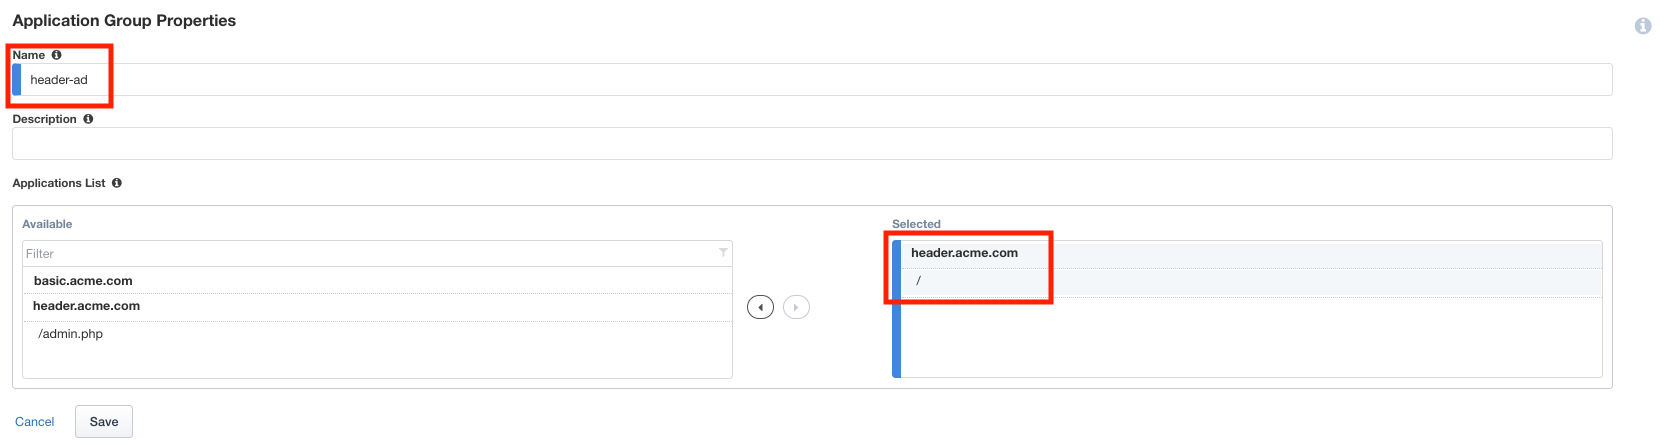 Application Group Properties
Name
header-ad
Description
Applications List
Available
Selected
Filter
basic.acme.com
header.acme.com
/admin.php
header.acme.com
/
Cancel
Save